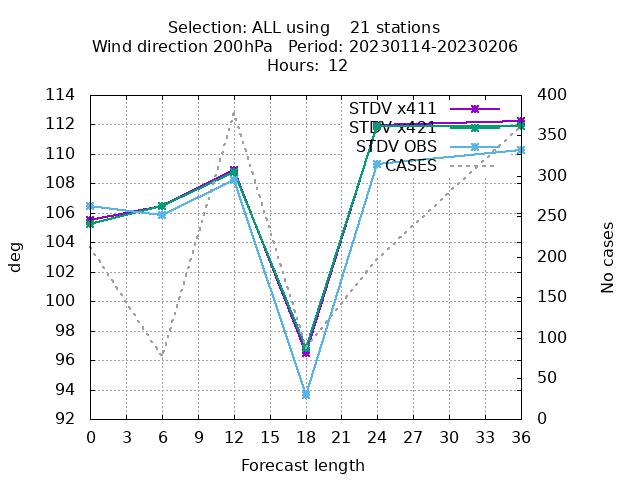 Selection: ALL using    21 stations
Wind direction 200hPa   Period: 20230114-20230206
Hours: 12
114
112
110
108
106
104
102
100
98
96
94
92
400
350
300
250
200
150
100
50
0
STDV x411
STDV x421
STDV OBS
CASES
deg
No cases
0 3 6 9 12 15 18 21 24 27 30 33 36
Forecast length